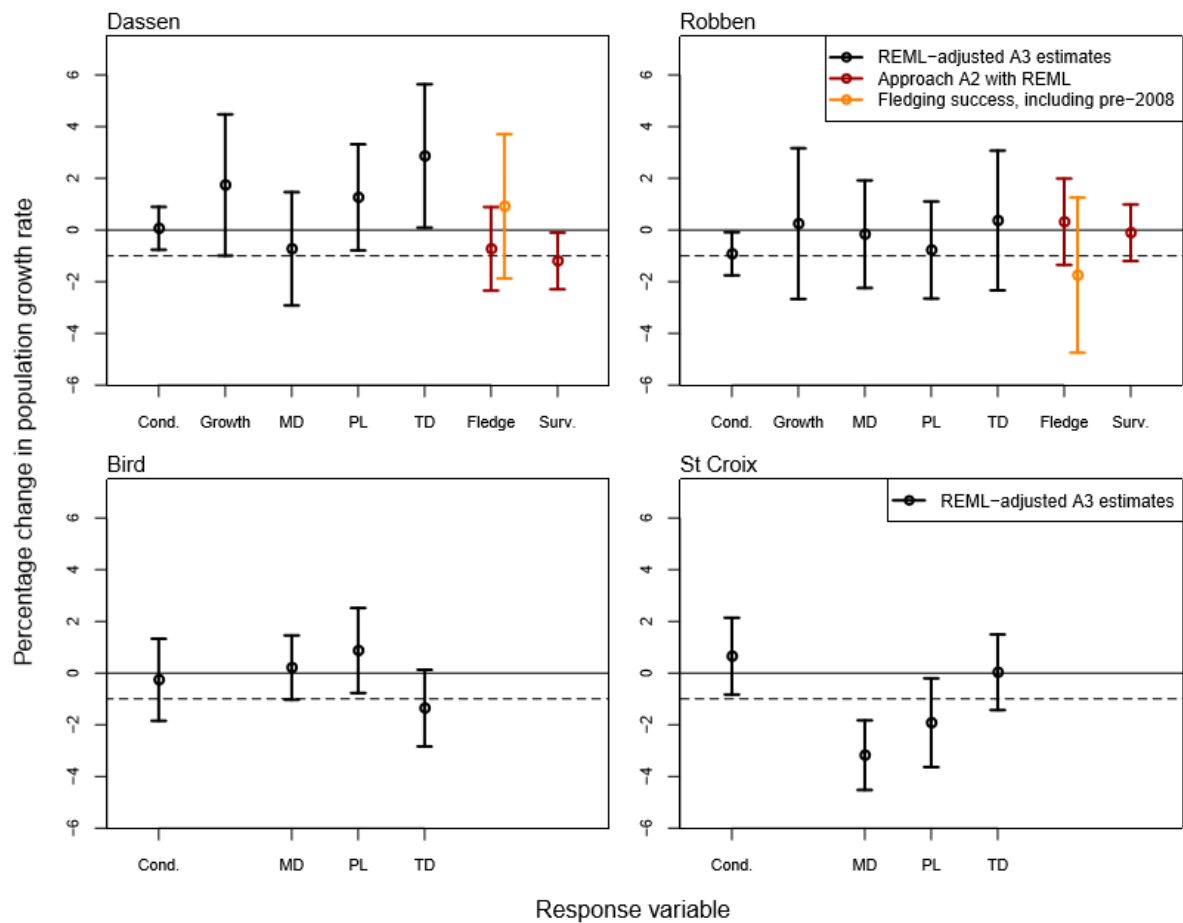 Dassen
Robben
REML-adjusted A3 estimates
Approach A2 with REML
Fledging success, including pre-2008
6
4
2
0
-2
-4
-6
6
4
2
0
-2
-4
-6
Cond. Growth MD PL TD Fledge Surv.
Cond. Growth MD PL TD Fledge Surv.
Percentage change in population growth rate
Bird
St Croix
REML-adjusted A3 estimates
6
4
2
0
-2
-4
-6
6
4
2
0
-2
-4
-6
Cond. MD PL TD
Cond. MD PL TD
Response variable